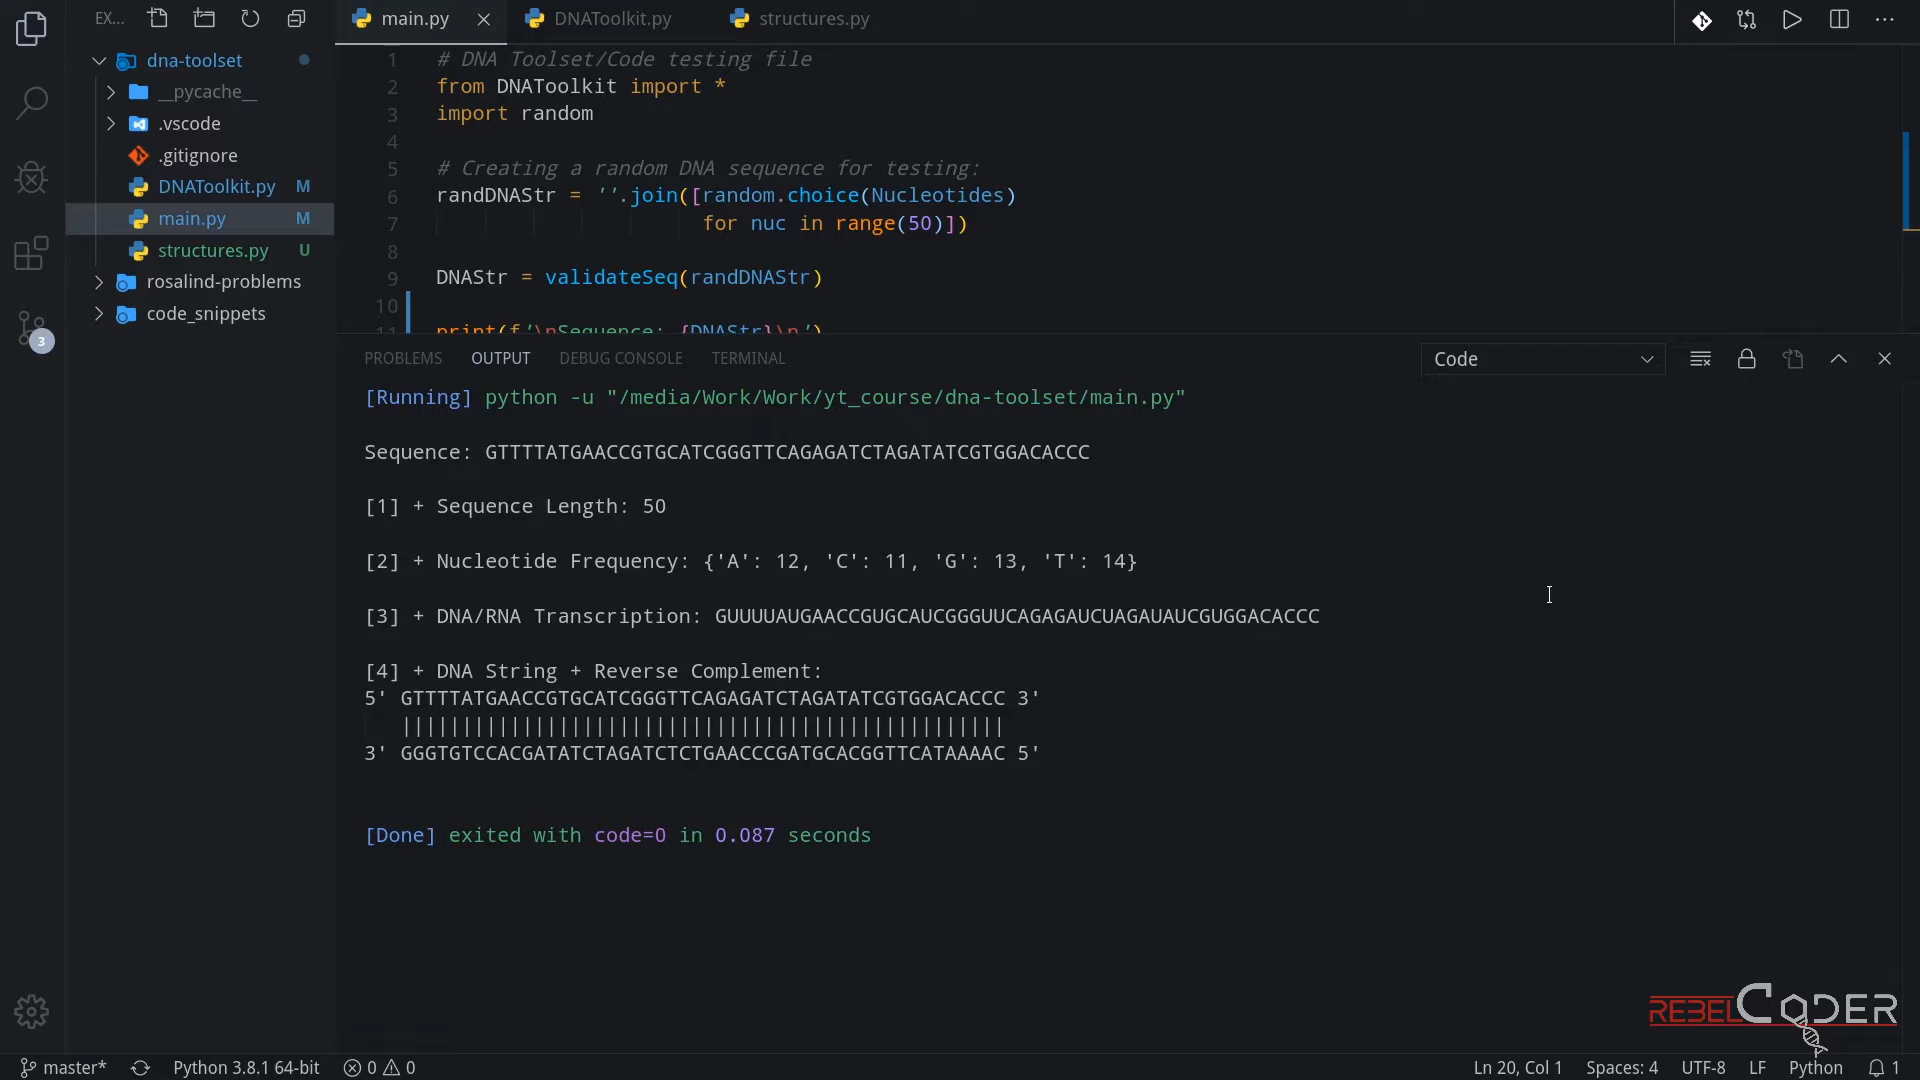 EX...
main.py
DNAToolkit.py
structures.py
dna-toolset
__pycache__
.vscode
.gitignore
DNAToolkit.py M
main.py M
structures.py U
rosalind-problems
code_snippets
3
1 # DNA Toolset/Code testing file
2 from DNAToolkit import *
3 import random
4
5 # Creating a random DNA sequence for testing:
6 randDNAStr = ''.join([random.choice(Nucleotides)
7 for nuc in range(50)])
8
9 DNAStr = validateSeq(randDNAStr)
10
11 print(f'\nSequence: {DNAStr}\n')
PROBLEMS OUTPUT DEBUG CONSOLE TERMINAL
Code
[Running] python -u "/media/Work/Work/yt_course/dna-toolset/main.py"
Sequence: GTTTTATGAACCGTGCATCGGGTTCAGAGATCTAGATATCGTGGACACCC
[1] + Sequence Length: 50
[2] + Nucleotide Frequency: {'A': 12, 'C': 11, 'G': 13, 'T': 14}
[3] + DNA/RNA Transcription: GUUUUAUGAACCGUGCAUCGGGUUCAGAGAUCUAGAUAUCGUGGACACCC
[4] + DNA String + Reverse Complement:
5' GTTTTATGAACCGTGCATCGGGTTCAGAGATCTAGATATCGTGGACACCC 3'
||||||||||||||||||||||||||||||||||||||||||||||||||
3' GGGTGTCCACGATATCTAGATCTCTGAACCCGATGCACGGTTCATAAAAC 5'
[Done] exited with code=0 in 0.087 seconds
REBELCODER
master* Python 3.8.1 64-bit 0 0
Ln 20, Col 1 Spaces: 4 UTF-8 LF Python 1